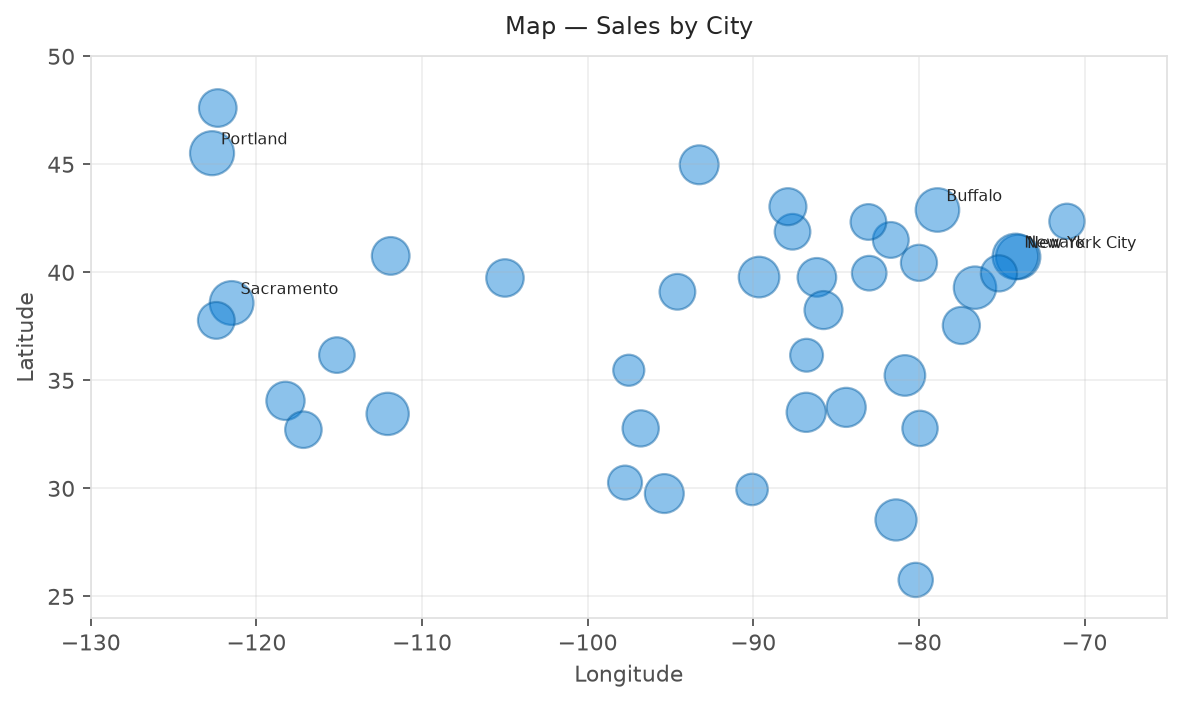 Map — Sales by City
50
45
40
35
30
25
Latitude
Portland
Buffalo
Newark
New York City
Sacramento
−130
−120
−110
−100
−90
−80
−70
Longitude